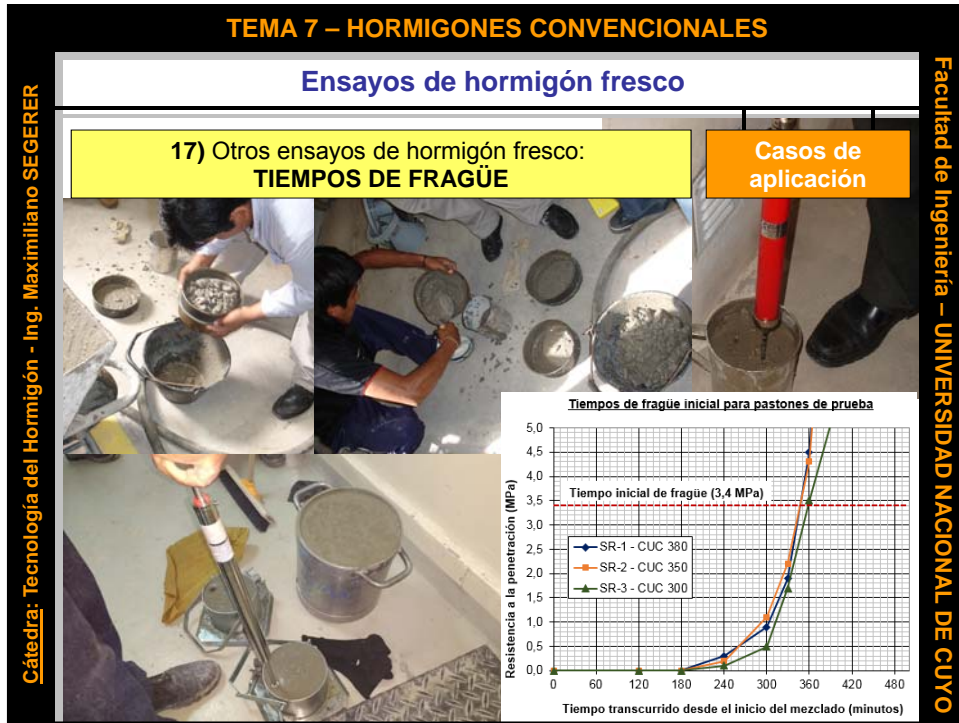 TEMA 7 – HORMIGONES CONVENCIONALES
Ensayos de hormigón fresco
17) Otros ensayos de hormigón fresco:
TIEMPOS DE FRAGÜE
Casos de
aplicación
Cátedra: Tecnología del Hormigón - Ing. Maximiliano SEGERER
Facultad de Ingeniería – UNIVERSIDAD NACIONAL DE CUYO
Tiempos de fragüe inicial para pastones de prueba
Resistencia a la penetración (MPa)
5,0
4,5
4,0
3,5
3,0
2,5
2,0
1,5
1,0
0,5
0,0
Tiempo inicial de fragüe (3,4 MPa)
SR-1 - CUC 380
SR-2 - CUC 350
SR-3 - CUC 300
0 60 120 180 240 300 360 420 480
Tiempo transcurrido desde el inicio del mezclado (minutos)